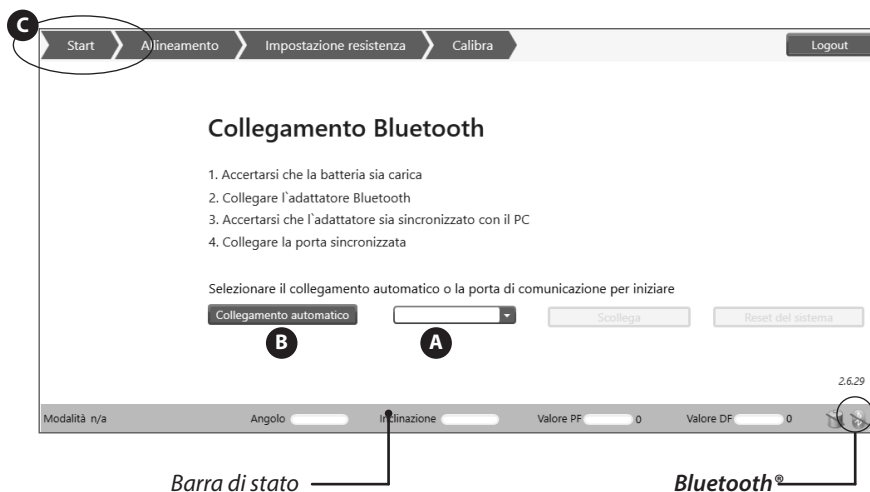 C
Start Allineamento Impostazione resistenza Calibra Logout
Collegamento Bluetooth
1. Accertarsi che la batteria sia carica
2. Collegare l`adattatore Bluetooth
3. Accertarsi che l`adattatore sia sincronizzato con il PC
4. Collegare la porta sincronizzata
Selezionare il collegamento automatico o la porta di comunicazione per iniziare
Collegamento automatico Scollega Reset del sistema
B A
2.6.29
Modalità n/a Angolo Inclinazione Valore PF 0 Valore DF 0
Barra di stato Bluetooth®